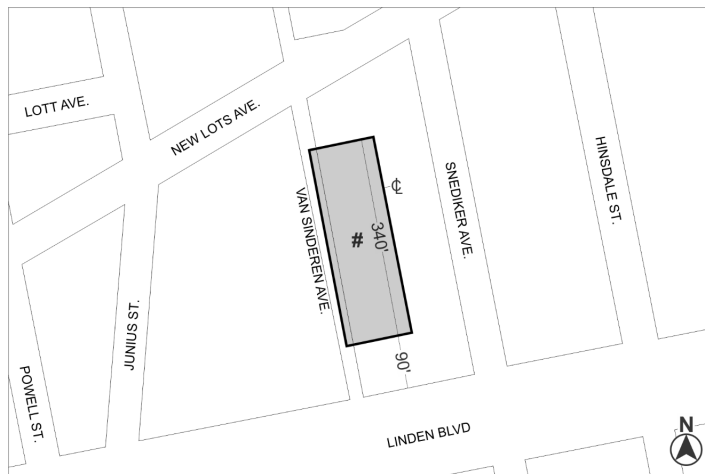 LOTT AVE.
NEW LOTS AVE.
VAN SINDEREN AVE.
#
℄
340'
SNEDIKER AVE.
HINSDALE ST.
JUNIUS ST.
POWELL ST.
90'
LINDEN BLVD
N